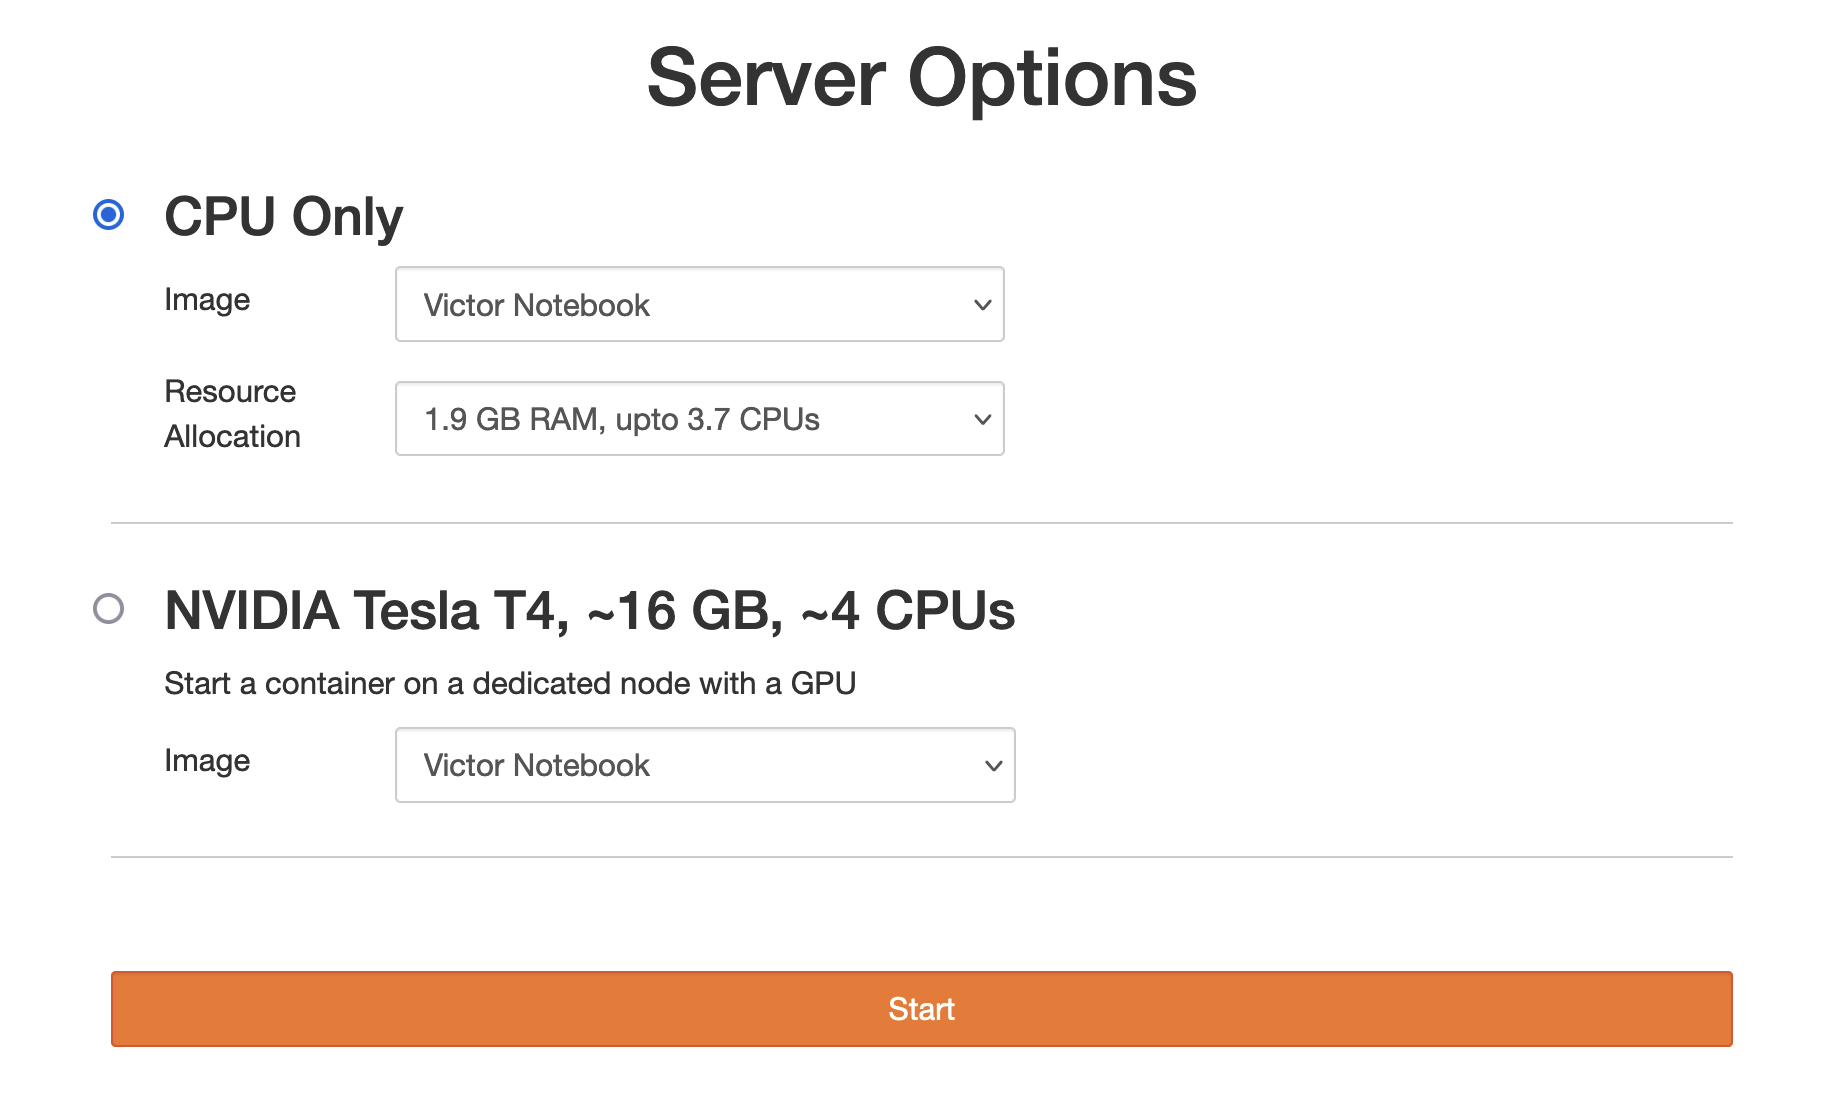 Server Options
CPU Only
Image
Victor Notebook
Resource
Allocation
1.9 GB RAM, upto 3.7 CPUs
NVIDIA Tesla T4, ~16 GB, ~4 CPUs
Start a container on a dedicated node with a GPU
Image
Victor Notebook
Start